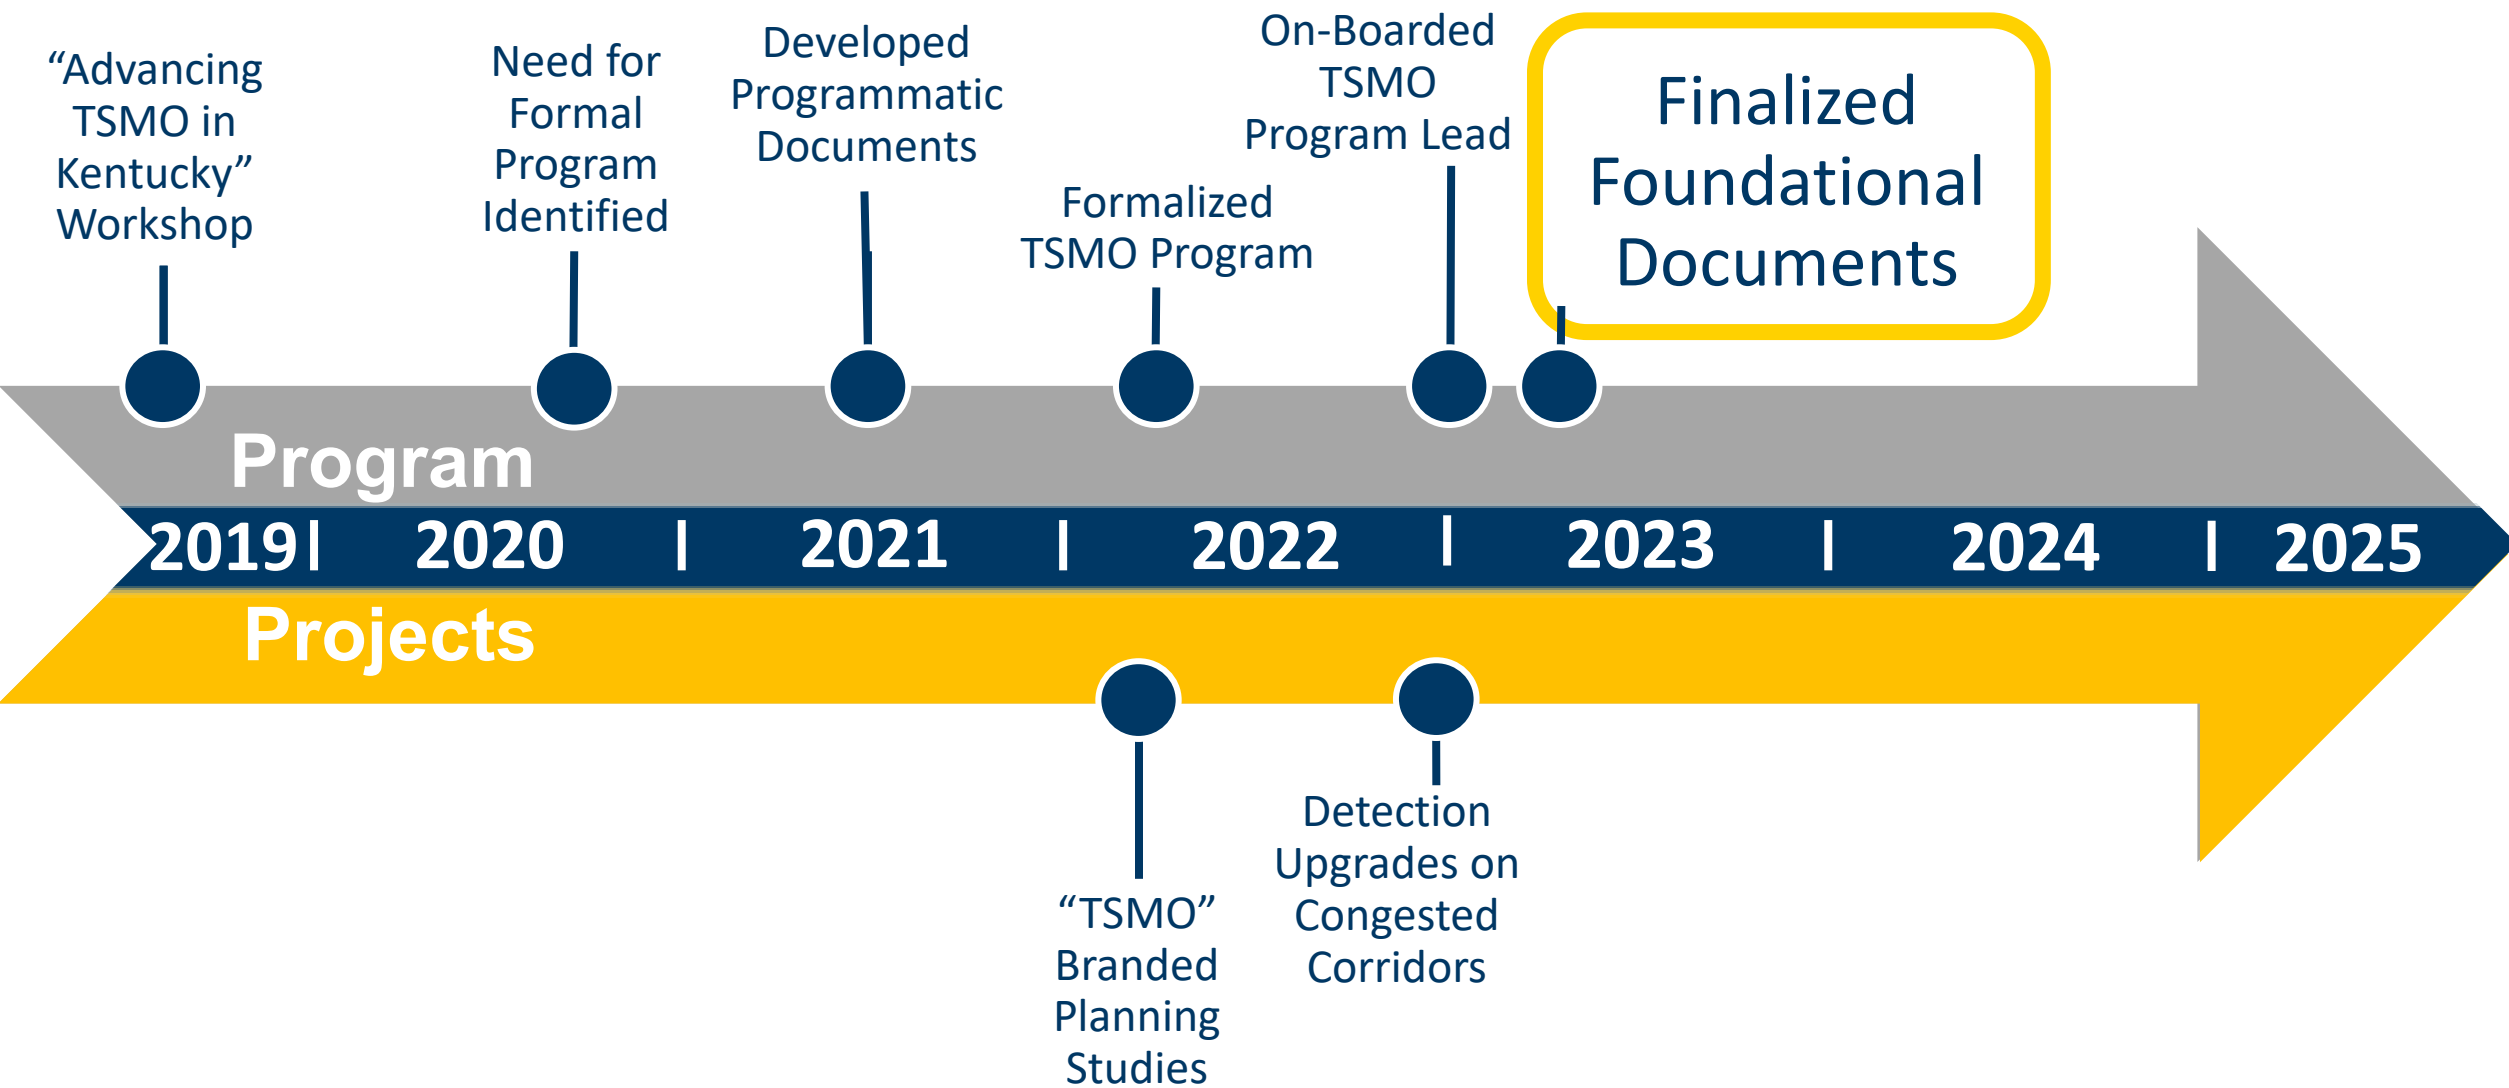 “Advancing
TSMO in
Kentucky”
Workshop
Need for
Formal
Program
Identified
Developed
Programmatic
Documents
Formalized
TSMO Program
On-Boarded
TSMO
Program Lead
Finalized
Foundational
Documents
Program
2019 | 2020 | 2021 | 2022 | 2023 | 2024 | 2025
Projects
“TSMO”
Branded
Planning
Studies
Detection
Upgrades on
Congested
Corridors